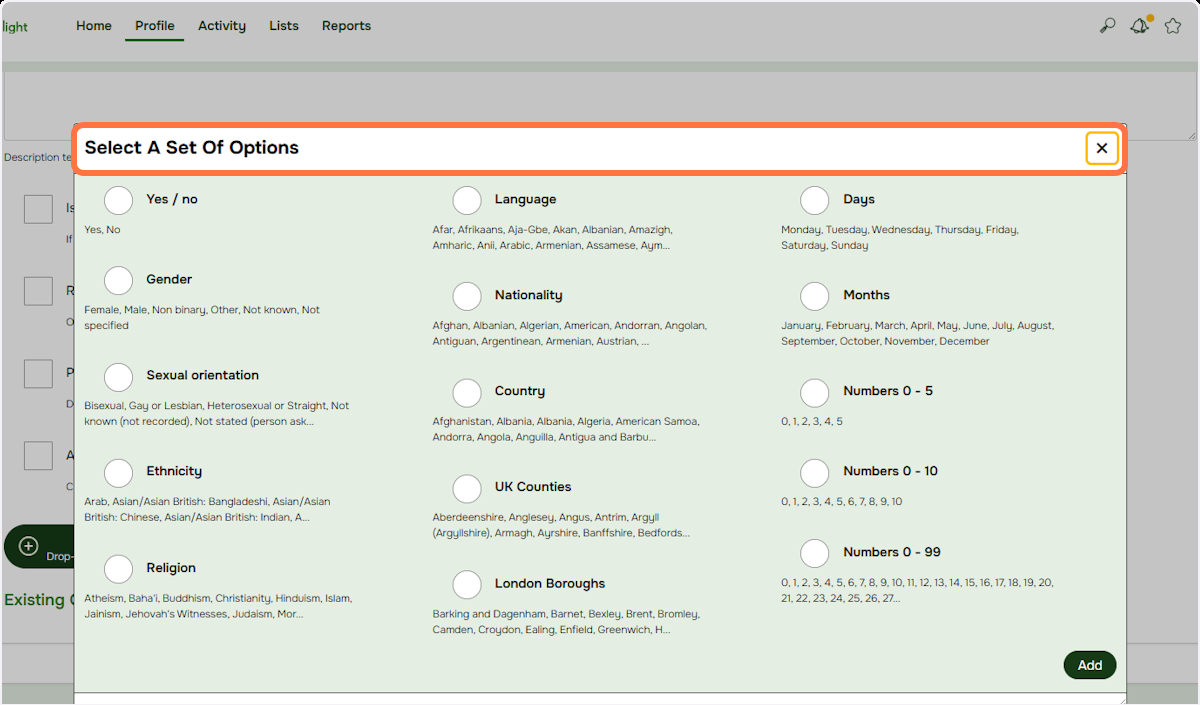 light
Home Profile Activity Lists Reports
Select A Set Of Options
Description te
Is
If
R
O
P
D
A
C
Drop-
Existing
Yes / no
Yes, No
Gender
Female, Male, Non binary, Other, Not known, Not
specified
Sexual orientation
Bisexual, Gay or Lesbian, Heterosexual or Straight, Not
known (not recorded), Not stated (person ask...
Ethnicity
Arab, Asian/Asian British: Bangladeshi, Asian/Asian
British: Chinese, Asian/Asian British: Indian, A...
Religion
Atheism, Baha'i, Buddhism, Christianity, Hinduism, Islam,
Jainism, Jehovah's Witnesses, Judaism, Mor...
Language
Afar, Afrikaans, Aja-Gbe, Akan, Albanian, Amazigh,
Amharic, Anii, Arabic, Armenian, Assamese, Aym...
Nationality
Afghan, Albanian, Algerian, American, Andorran, Angolan,
Antiguan, Argentinean, Armenian, Austrian, ...
Country
Afghanistan, Albania, Albania, Algeria, American Samoa,
Andorra, Angola, Anguilla, Antigua and Barbu...
UK Counties
Aberdeenshire, Anglesey, Angus, Antrim, Argyll
(Argyllshire), Armagh, Ayrshire, Banffshire, Bedfords...
London Boroughs
Barking and Dagenham, Barnet, Bexley, Brent, Bromley,
Camden, Croydon, Ealing, Enfield, Greenwich, H...
Days
Monday, Tuesday, Wednesday, Thursday, Friday,
Saturday, Sunday
Months
January, February, March, April, May, June, July, August,
September, October, November, December
Numbers 0 - 5
0, 1, 2, 3, 4, 5
Numbers 0 - 10
0, 1, 2, 3, 4, 5, 6, 7, 8, 9, 10
Numbers 0 - 99
0, 1, 2, 3, 4, 5, 6, 7, 8, 9, 10, 11, 12, 13, 14, 15, 16, 17, 18, 19, 20,
21, 22, 23, 24, 25, 26, 27...
Add